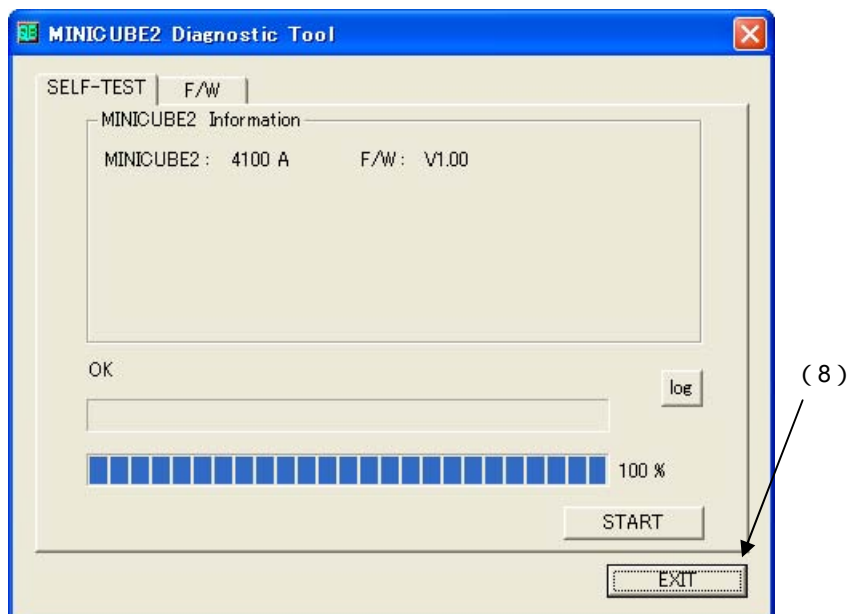 MINICUBE2 Diagnostic Tool
SELF-TEST F/W
MINICUBE2 Information
MINICUBE2 : 4100 A F/W : V1.00
OK
log
(8)
100 %
START
EXIT